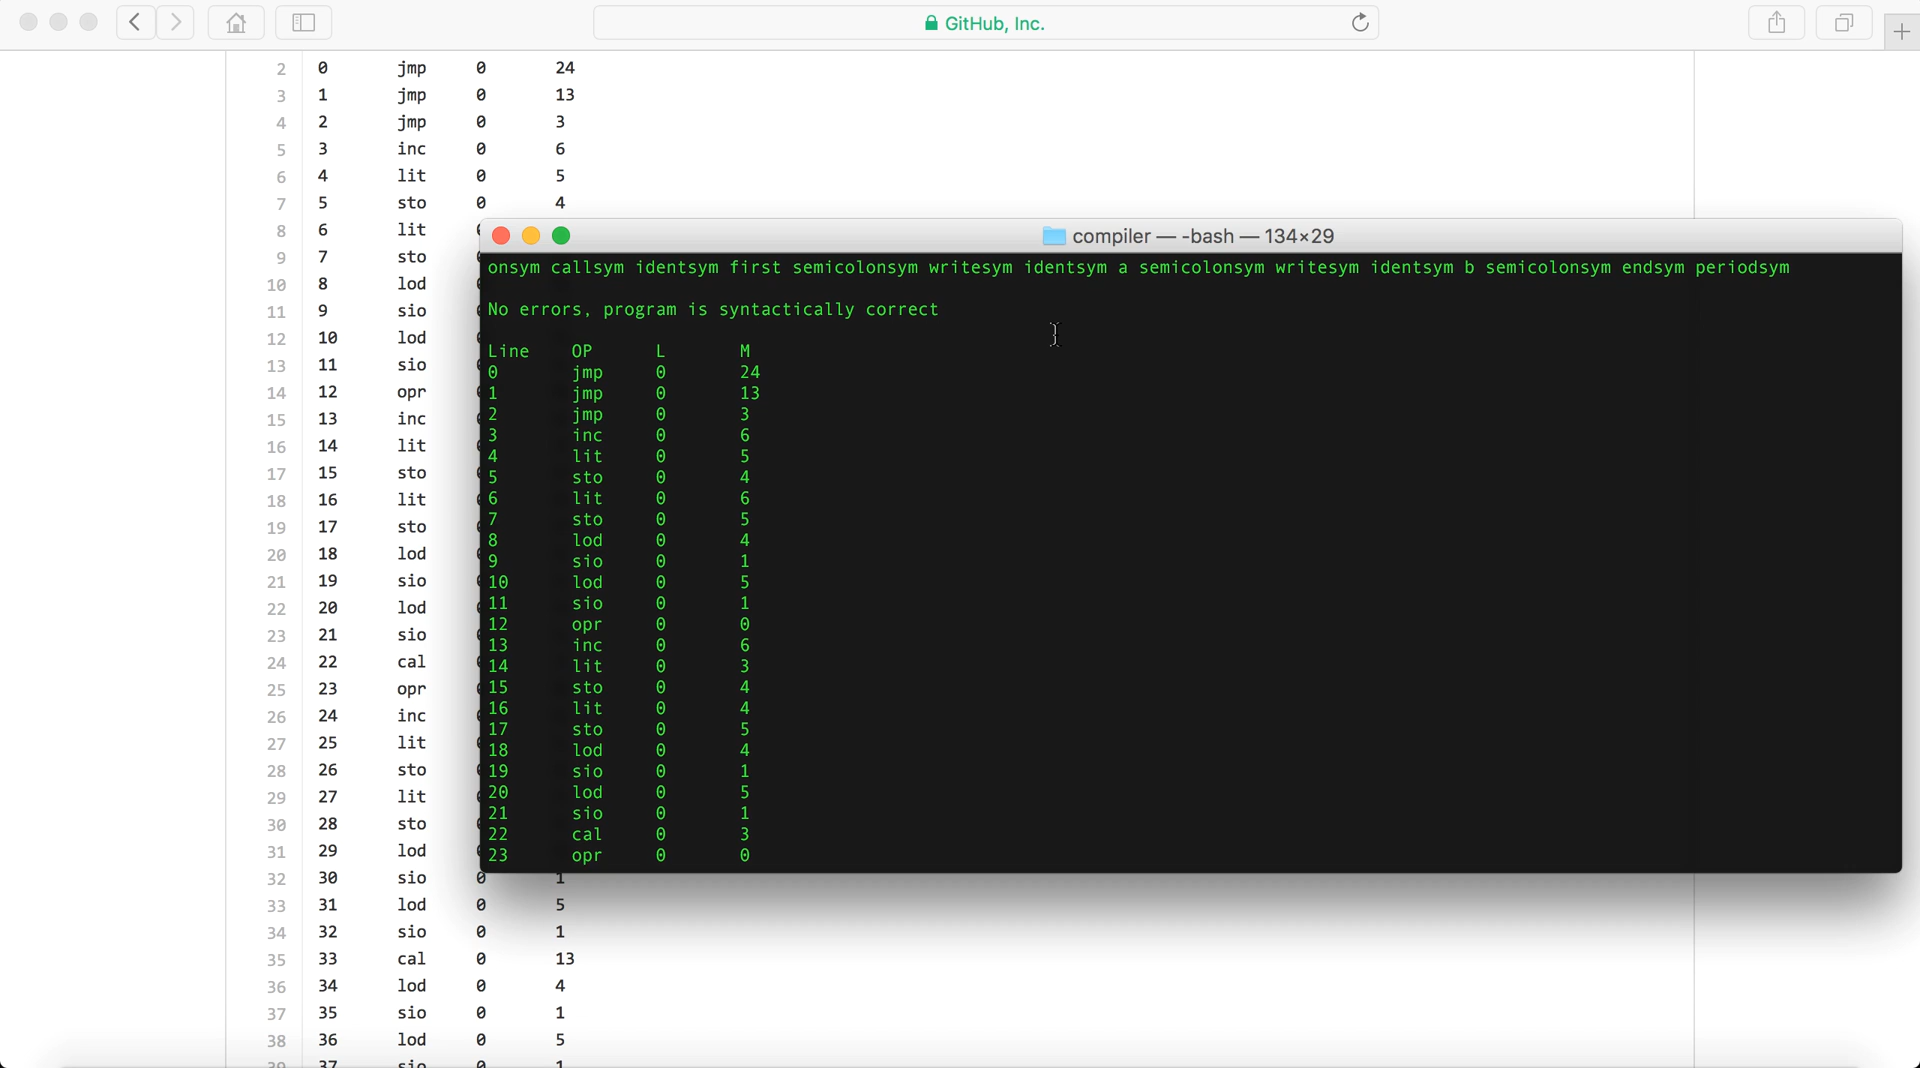 GitHub, Inc.
2 0 jmp 0 24
3 1 jmp 0 13
4 2 jmp 0 3
5 3 inc 0 6
6 4 lit 0 5
7 5 sto 0 4
8 6 lit
9 7 sto
10 8 lod
11 9 sio
12 10 lod
13 11 sio
14 12 opr
15 13 inc
16 14 lit
17 15 sto
18 16 lit
19 17 sto
20 18 lod
21 19 sio
22 20 lod
23 21 sio
24 22 cal
25 23 opr
26 24 inc
27 25 lit
28 26 sto
29 27 lit
30 28 sto
31 29 lod
32 30 sio 0 1
33 31 lod 0 5
34 32 sio 0 1
35 33 cal 0 13
36 34 lod 0 4
37 35 sio 0 1
38 36 lod 0 5
39 37 sio 0 1
compiler — -bash — 134×29
onsym callsym identsym first semicolonsym writesym identsym a semicolonsym writesym identsym b semicolonsym endsym periodsym
No errors, program is syntactically correct
Line OP L M
0 jmp 0 24
1 jmp 0 13
2 jmp 0 3
3 inc 0 6
4 lit 0 5
5 sto 0 4
6 lit 0 6
7 sto 0 5
8 lod 0 4
9 sio 0 1
10 lod 0 5
11 sio 0 1
12 opr 0 0
13 inc 0 6
14 lit 0 3
15 sto 0 4
16 lit 0 4
17 sto 0 5
18 lod 0 4
19 sio 0 1
20 lod 0 5
21 sio 0 1
22 cal 0 3
23 opr 0 0